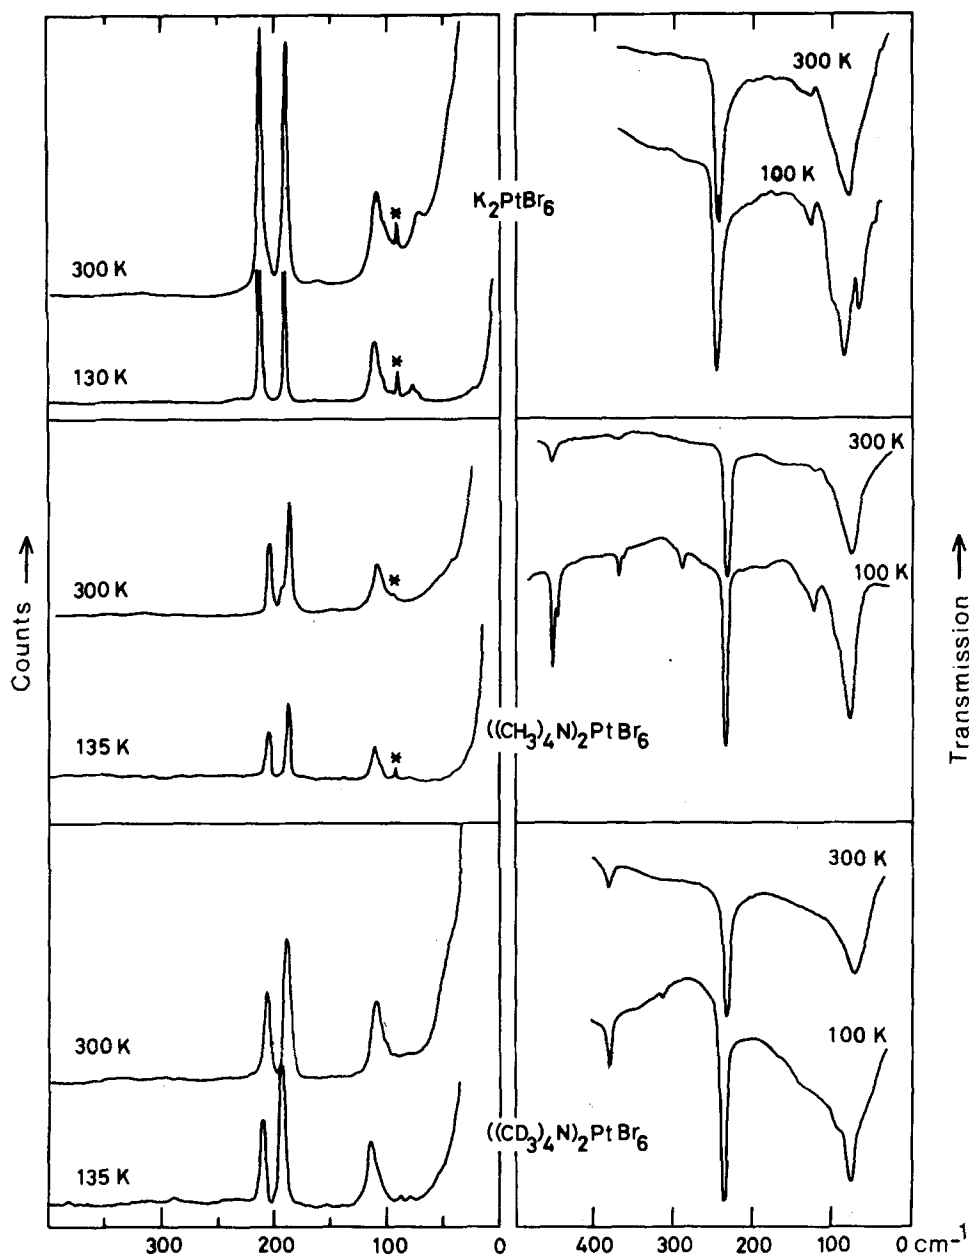 300 K
K₂PtBr₆
*
300 K
100 K
*
130 K
300 K
*
300 K
100 K
((CH₃)₄N)₂PtBr₆
135 K
*
300 K
300 K
100 K
((CD₃)₄N)₂PtBr₆
135 K
Counts →
Transmission →
300 200 100 0 400 300 200 100 0 cm⁻¹